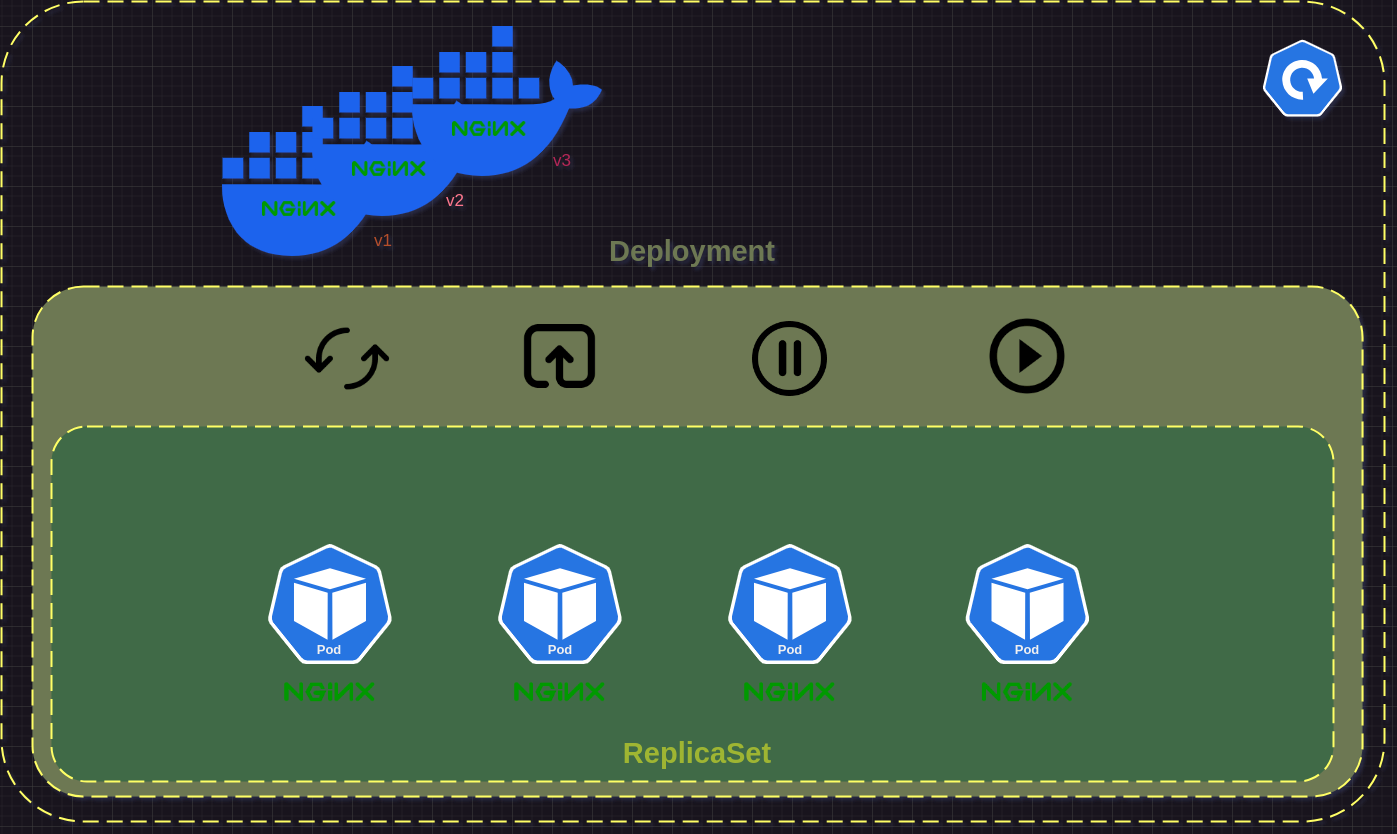 NGINX
v3
NGINX
v2
NGINX
v1
Deployment
Pod
Pod
Pod
Pod
NGINX
NGINX
NGINX
NGINX
ReplicaSet